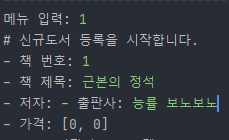 메뉴 입력: 1
# 신규도서 등록을 시작합니다.
- 책 번호: 1
- 책 제목: 근본의 정석
- 저자: - 출판사: 능률 보노보노
- 가격: [0, 0]